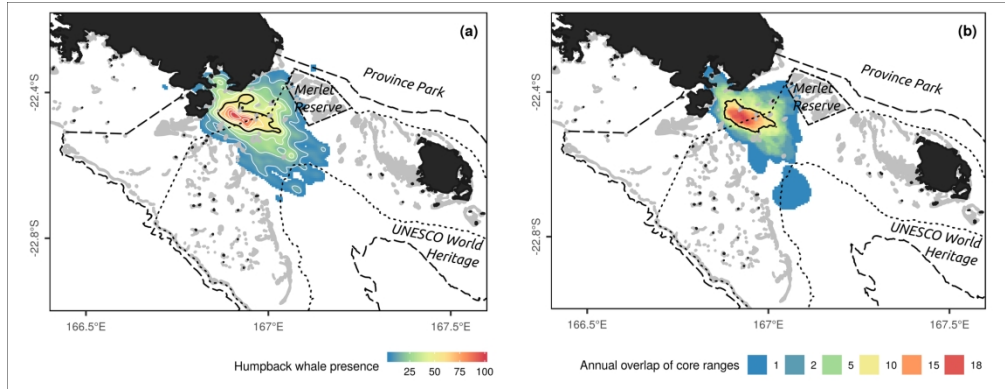 (a)
Province Park
Merlet
Reserve
UNESCO World
Heritage
-22.4°S
-22.8°S
166.5°E
167°E
167.5°E
Humpback whale presence
25
50
75
100
(b)
Province Park
Merlet
Reserve
UNESCO World
Heritage
-22.4°S
-22.8°S
166.5°E
167°E
167.5°E
Annual overlap of core ranges
1
2
5
10
15
18